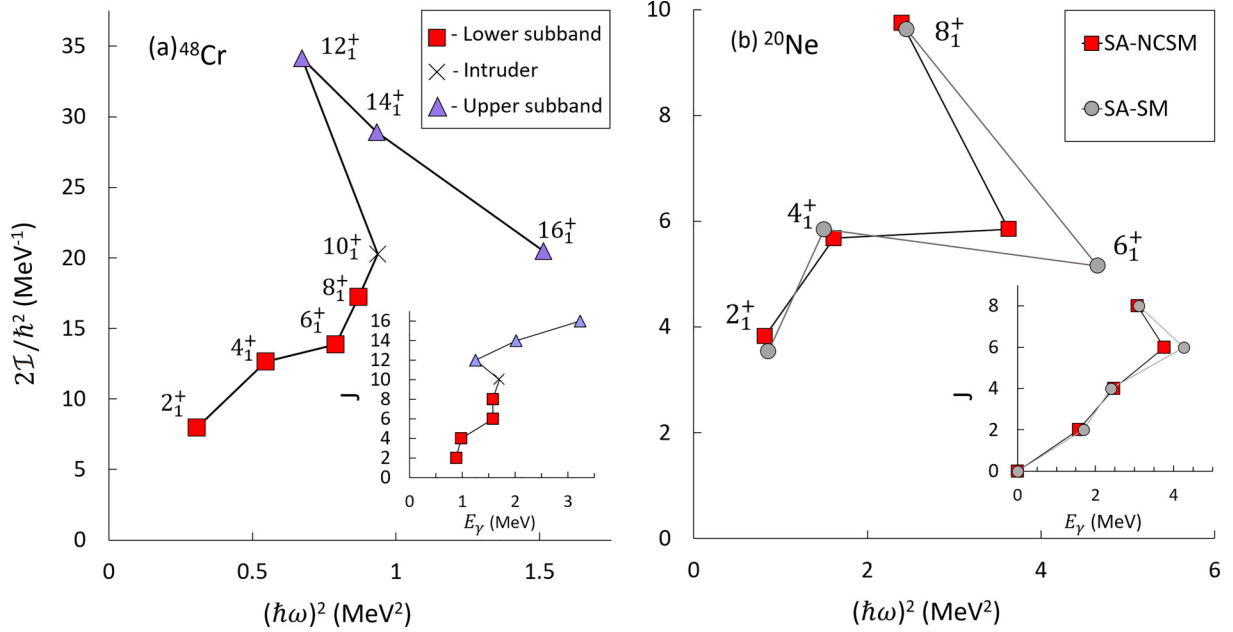 (a) ⁴⁸Cr
- Lower subband
- Intruder
- Upper subband
35
30
25
20
15
10
5
0
2ℐ/ℏ² (MeV⁻¹)
12₁⁺
14₁⁺
16₁⁺
10₁⁺
8₁⁺
6₁⁺
4₁⁺
2₁⁺
16
14
12
10
8
6
4
2
0
J
0 1 2 3
E_γ (MeV)
0 0.5 1 1.5
(ℏω)² (MeV²)
(b) ²⁰Ne
SA-NCSM
SA-SM
10
8
6
4
2
0
8₁⁺
4₁⁺
6₁⁺
2₁⁺
8
6
4
2
0
J
0 2 4
E_γ (MeV)
0 2 4 6
(ℏω)² (MeV²)